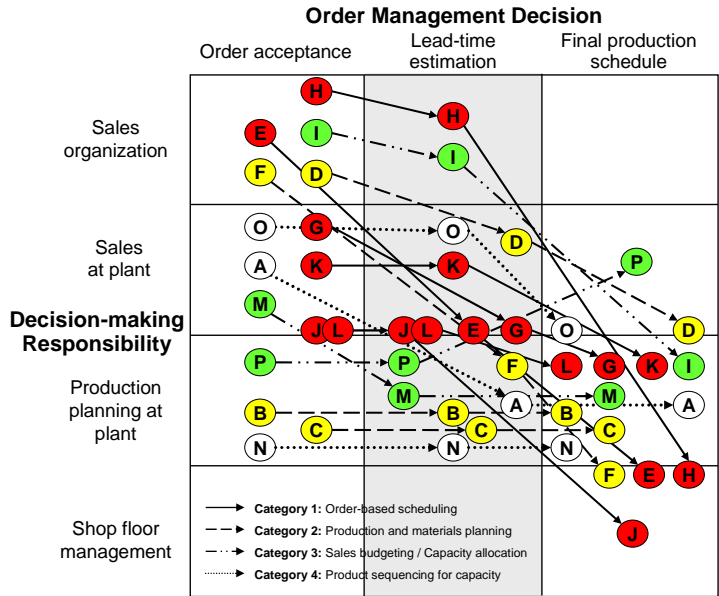 Order Management Decision
Order acceptance
Lead-time
estimation
Final production
schedule
H
H
E
I
I
F
D
Sales
organization
O
G
O
D
A
K
K
P
Sales
at plant
M
J L
J L
E
G
O
D
Decision-making
Responsibility
P
P
F
L
G
K
I
M
A
M
A
B
B
B
C
C
C
N
N
N
Production
planning at
plant
F
E
H
J
Shop floor
management
Category 1: Order-based scheduling
Category 2: Production and materials planning
Category 3: Sales budgeting / Capacity allocation
Category 4: Product sequencing for capacity